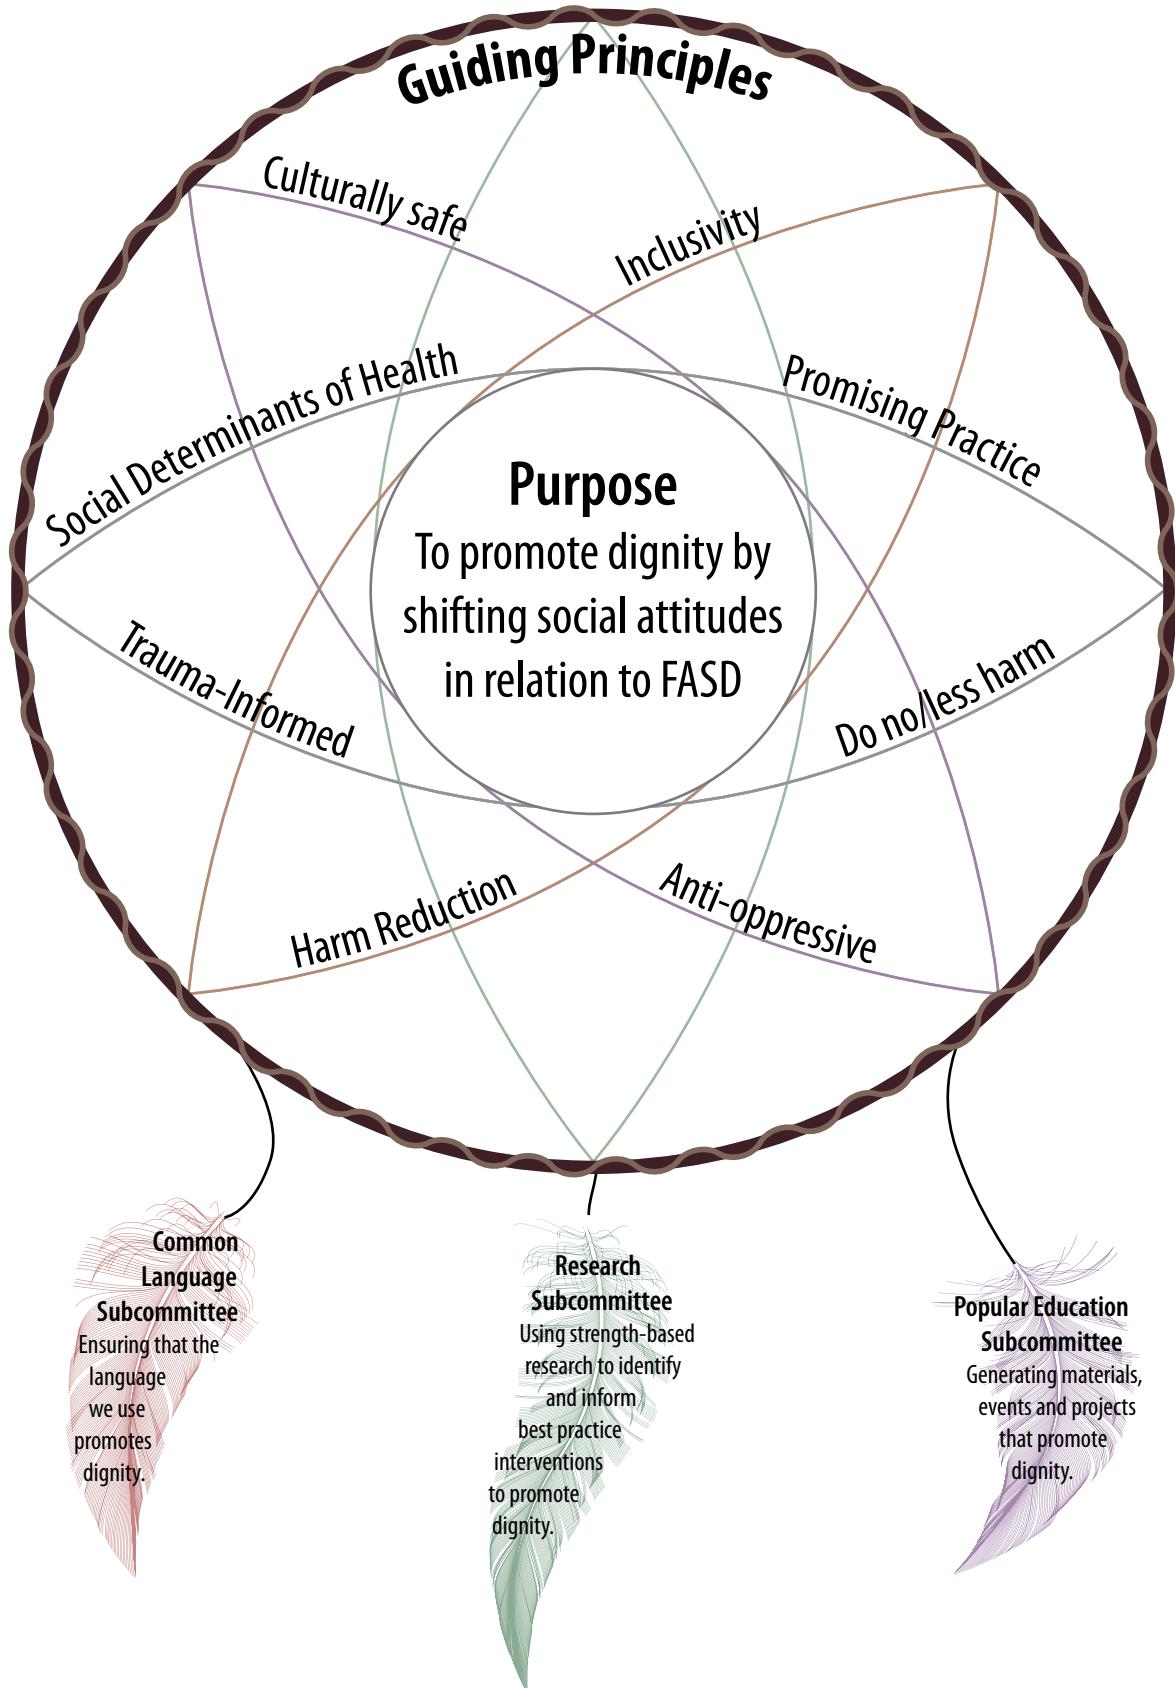 Guiding Principles
Culturally safe
Inclusivity
Social Determinants of Health
Promising Practice
Purpose
To promote dignity by
shifting social attitudes
in relation to FASD
Trauma-Informed
Do no/less harm
Harm Reduction
Anti-oppressive
Common
Language
Subcommittee
Ensuring that the
language
we use
promotes
dignity.
Research
Subcommittee
Using strength-based
research to identify
and inform
best practice
interventions
to promote
dignity.
Popular Education
Subcommittee
Generating materials,
events and projects
that promote
dignity.